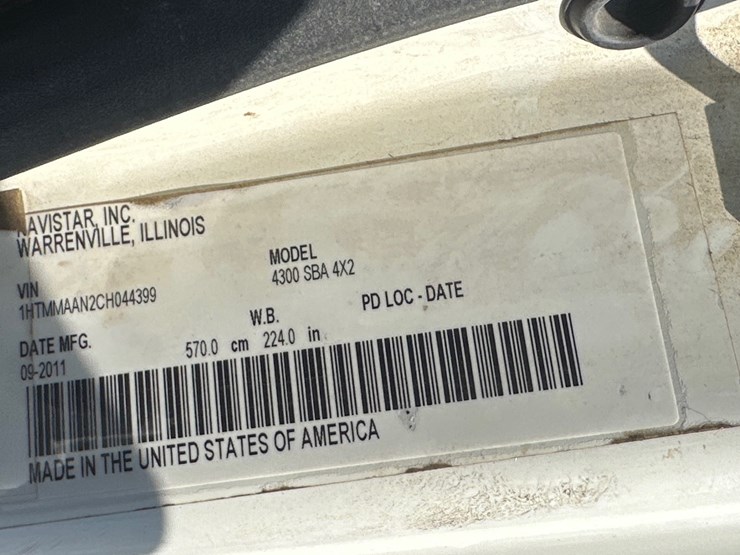 NAVISTAR, INC.
WARRENVILLE, ILLINOIS
VIN
1HTMMAAN2CH044399
MODEL
4300 SBA 4X2
DATE MFG.
09-2011
W.B.
570.0 cm 224.0 in
PD LOC - DATE
MADE IN THE UNITED STATES OF AMERICA